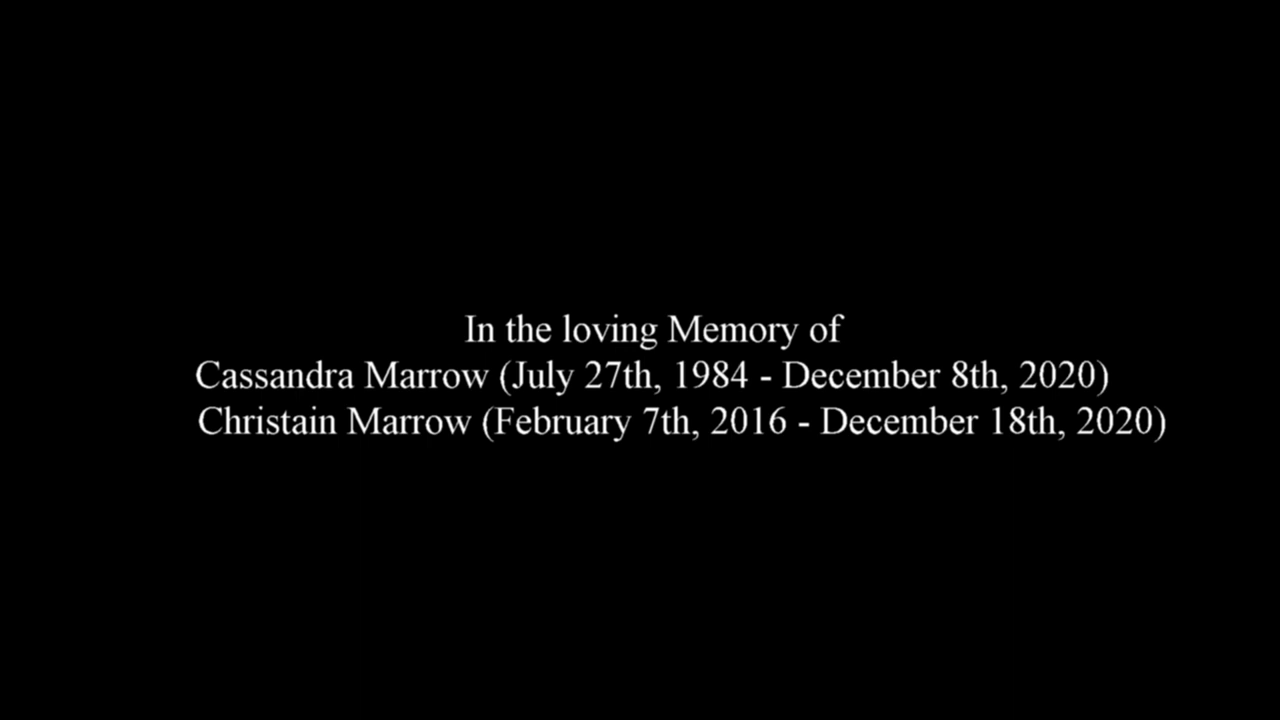 In the loving Memory of
Cassandra Marrow (July 27th, 1984 - December 8th, 2020)
Christain Marrow (February 7th, 2016 - December 18th, 2020)